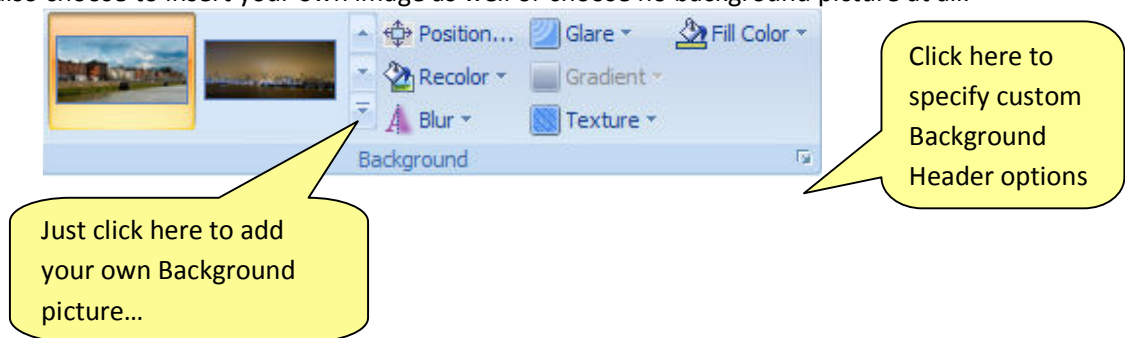 also choose to insert your own image as well or choose no background picture at all.
Position... Glare Fill Color
Recolor Gradient
Blur Texture
Background
Click here to
specify custom
Background
Header options
Just click here to add
your own Background
picture…